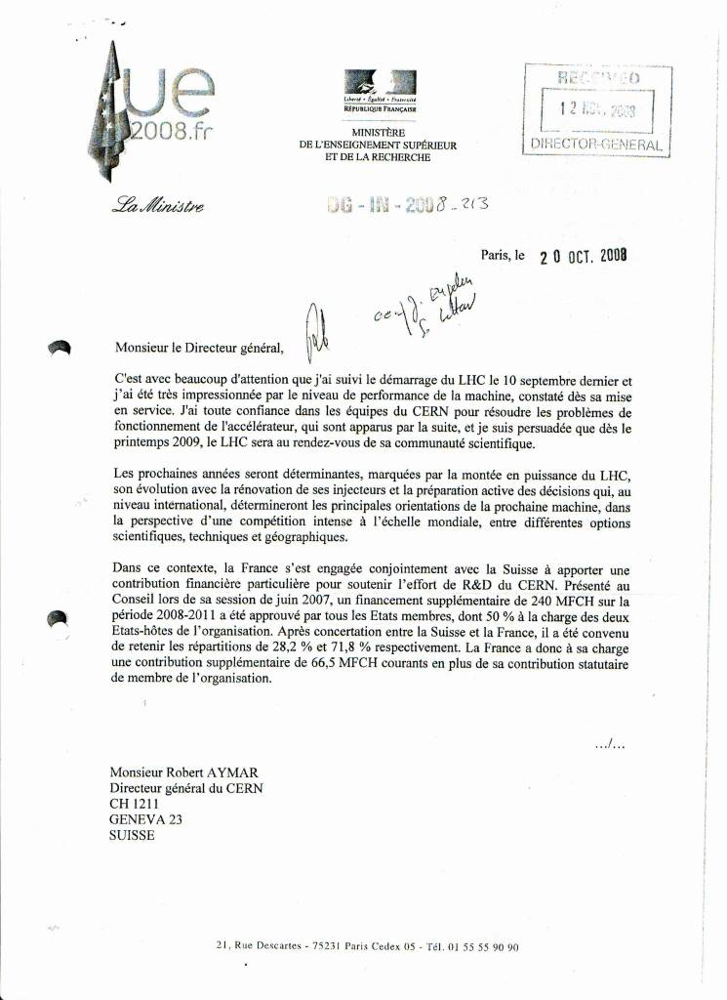 ue
2008.fr
Liberté • Égalité • Fraternité
RÉPUBLIQUE FRANÇAISE
MINISTÈRE
DE L'ENSEIGNEMENT SUPÉRIEUR
ET DE LA RECHERCHE
RECEIVED
12 NOV. 2008
DIRECTOR-GENERAL
La Ministre
DG - IN - 2008 - 213
Paris, le 20 OCT. 2008
Monsieur le Directeur général,
C'est avec beaucoup d'attention que j'ai suivi le démarrage du LHC le 10 septembre dernier et
j'ai été très impressionnée par le niveau de performance de la machine, constaté dès sa mise
en service. J'ai toute confiance dans les équipes du CERN pour résoudre les problèmes de
fonctionnement de l'accélérateur, qui sont apparus par la suite, et je suis persuadée que dès le
printemps 2009, le LHC sera au rendez-vous de sa communauté scientifique.
Les prochaines années seront déterminantes, marquées par la montée en puissance du LHC,
son évolution avec la rénovation de ses injecteurs et la préparation active des décisions qui, au
niveau international, détermineront les principales orientations de la prochaine machine, dans
la perspective d'une compétition intense à l'échelle mondiale, entre différentes options
scientifiques, techniques et géographiques.
Dans ce contexte, la France s'est engagée conjointement avec la Suisse à apporter une
contribution financière particulière pour soutenir l'effort de R&D du CERN. Présenté au
Conseil lors de sa session de juin 2007, un financement supplémentaire de 240 MFCH sur la
période 2008-2011 a été approuvé par tous les Etats membres, dont 50 % à la charge des deux
Etats-hôtes de l'organisation. Après concertation entre la Suisse et la France, il a été convenu
de retenir les répartitions de 28,2 % et 71,8 % respectivement. La France a donc à sa charge
une contribution supplémentaire de 66,5 MFCH courants en plus de sa contribution statutaire
de membre de l'organisation.
.../...
Monsieur Robert AYMAR
Directeur général du CERN
CH 1211
GENEVA 23
SUISSE
21, Rue Descartes - 75231 Paris Cedex 05 - Tél. 01 55 55 90 90